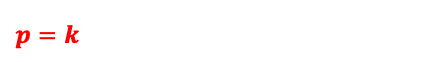 p = k